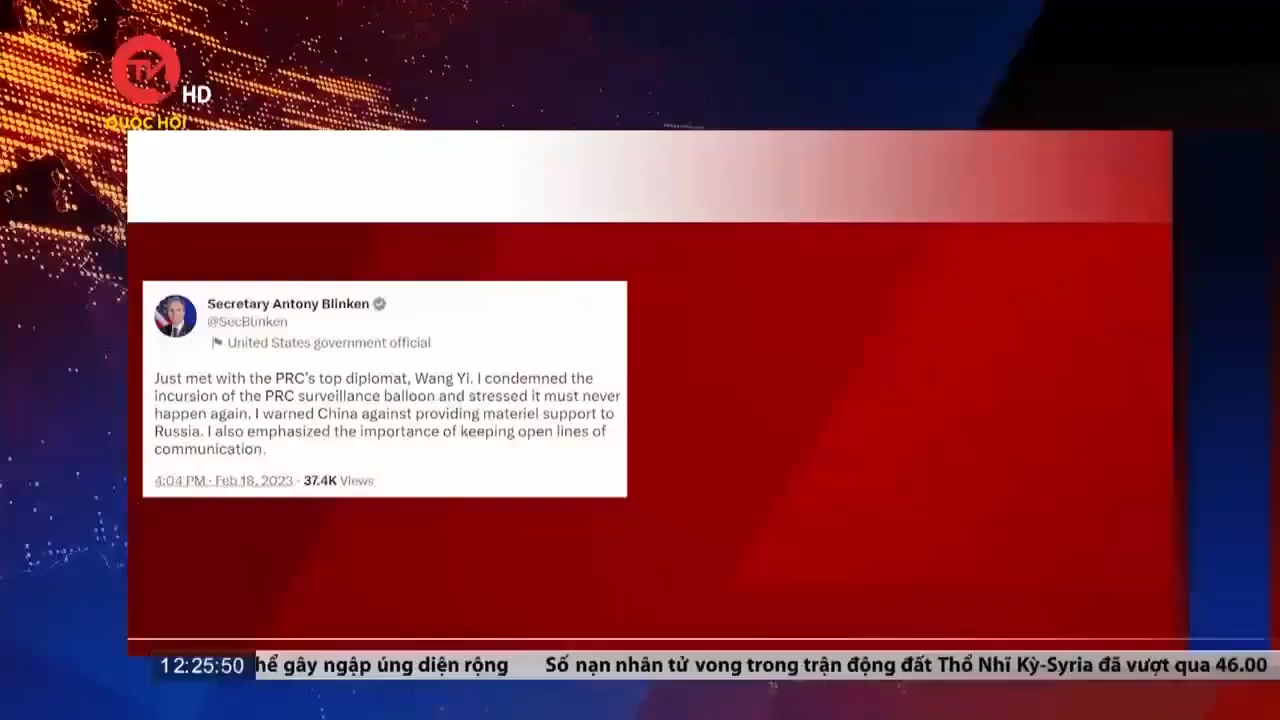 TV
HD
QUỐC HỘI
Secretary Antony Blinken
@SecBlinken
United States government official
Just met with the PRC's top diplomat, Wang Yi. I condemned the
incursion of the PRC surveillance balloon and stressed it must never
happen again. I warned China against providing materiel support to
Russia. I also emphasized the importance of keeping open lines of
communication.
4:04 PM · Feb 18, 2023 · 37.4K Views
12:25:50 hể gây ngập úng diện rộng Số nạn nhân tử vong trong trận động đất Thổ Nhĩ Kỳ-Syria đã vượt qua 46.00